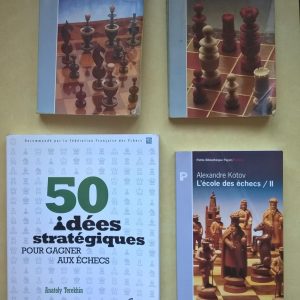 Recommandé par la Fédération Française des Échecs
50
idées
stratégiques
POUR GAGNER
AUX ÉCHECS
Anatoly Terekhin
Petite Bibliothèque Payot
P
Alexandre Kotov
L'école des échecs / II